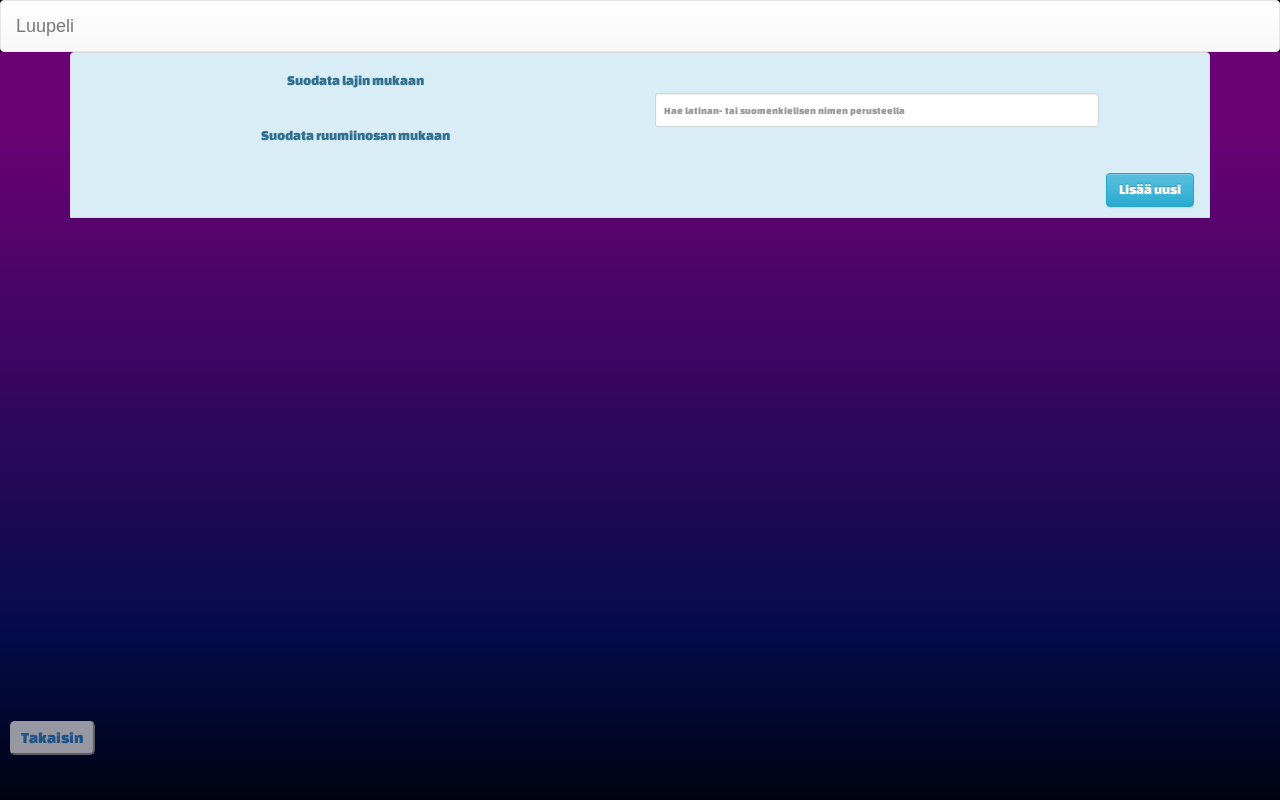 Luupeli
Suodata lajin mukaan
Hae latinan- tai suomenkielisen nimen perusteella
Suodata ruumiinosan mukaan
Lisää uusi
Takaisin